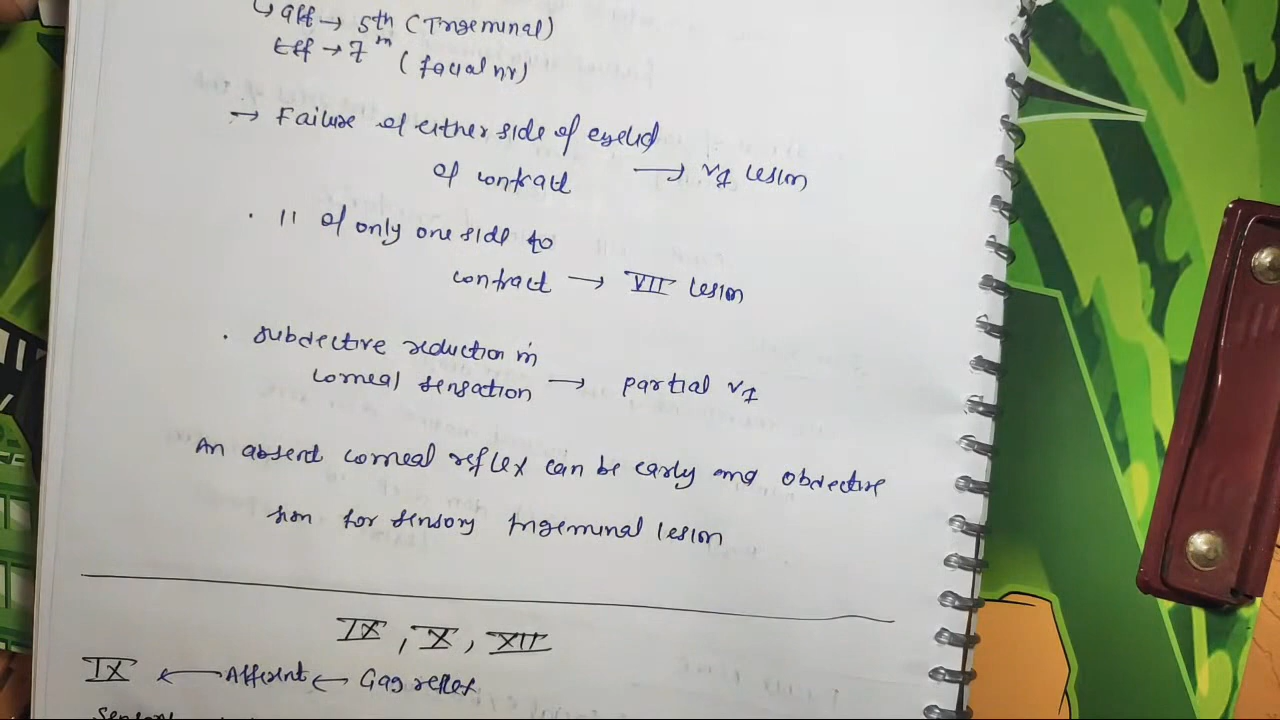 ↳ aff → 5th (Trigeminal)
Eff → 7th (facial nr)
→ Failure of either side of eyelid
of contract → V1 lesion
. 11 of only one side to
contract → VII lesion
. subjective reduction in
corneal sensation → partial V1
An absent corneal reflex can be early and objective
sign for sensory trigeminal lesion
IX, X, XII
IX ← Afferent ← Gag reflex